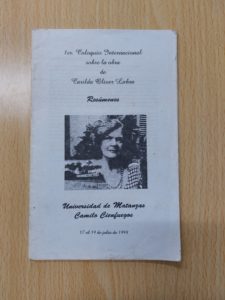 1er. Coloquio Internacional
sobre la obra
de
Carilda Oliver Labra
Resúmenes
Universidad de Matanzas
Camilo Cienfuegos
17 al 19 de julio de